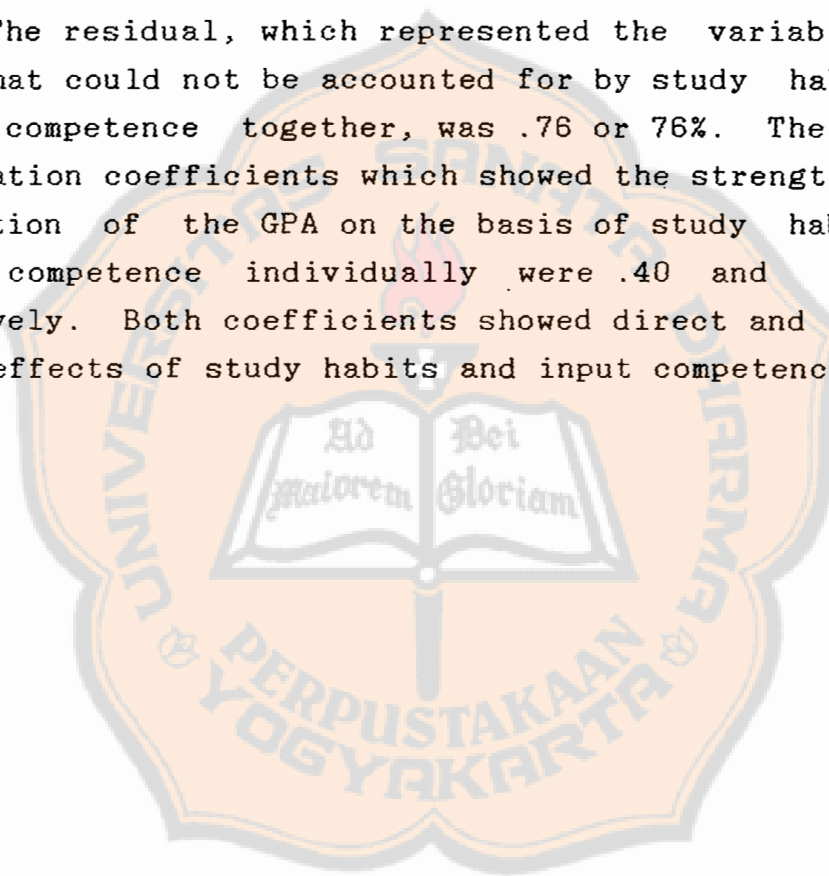 The residual, which represented the variab
hat could not be accounted for by study ha
competence together, was .76 or 76%. The
ation coefficients which showed the strengt
tion of the GPA on the basis of study hab
competence individually were .40 and
vely. Both coefficients showed direct and
effects of study habits and input competenc
UNIVERSITAS SANATA DHARMA
Ad Dei
Maiorem Gloriam
PERPUSTAKAAN
YOGYAKARTA